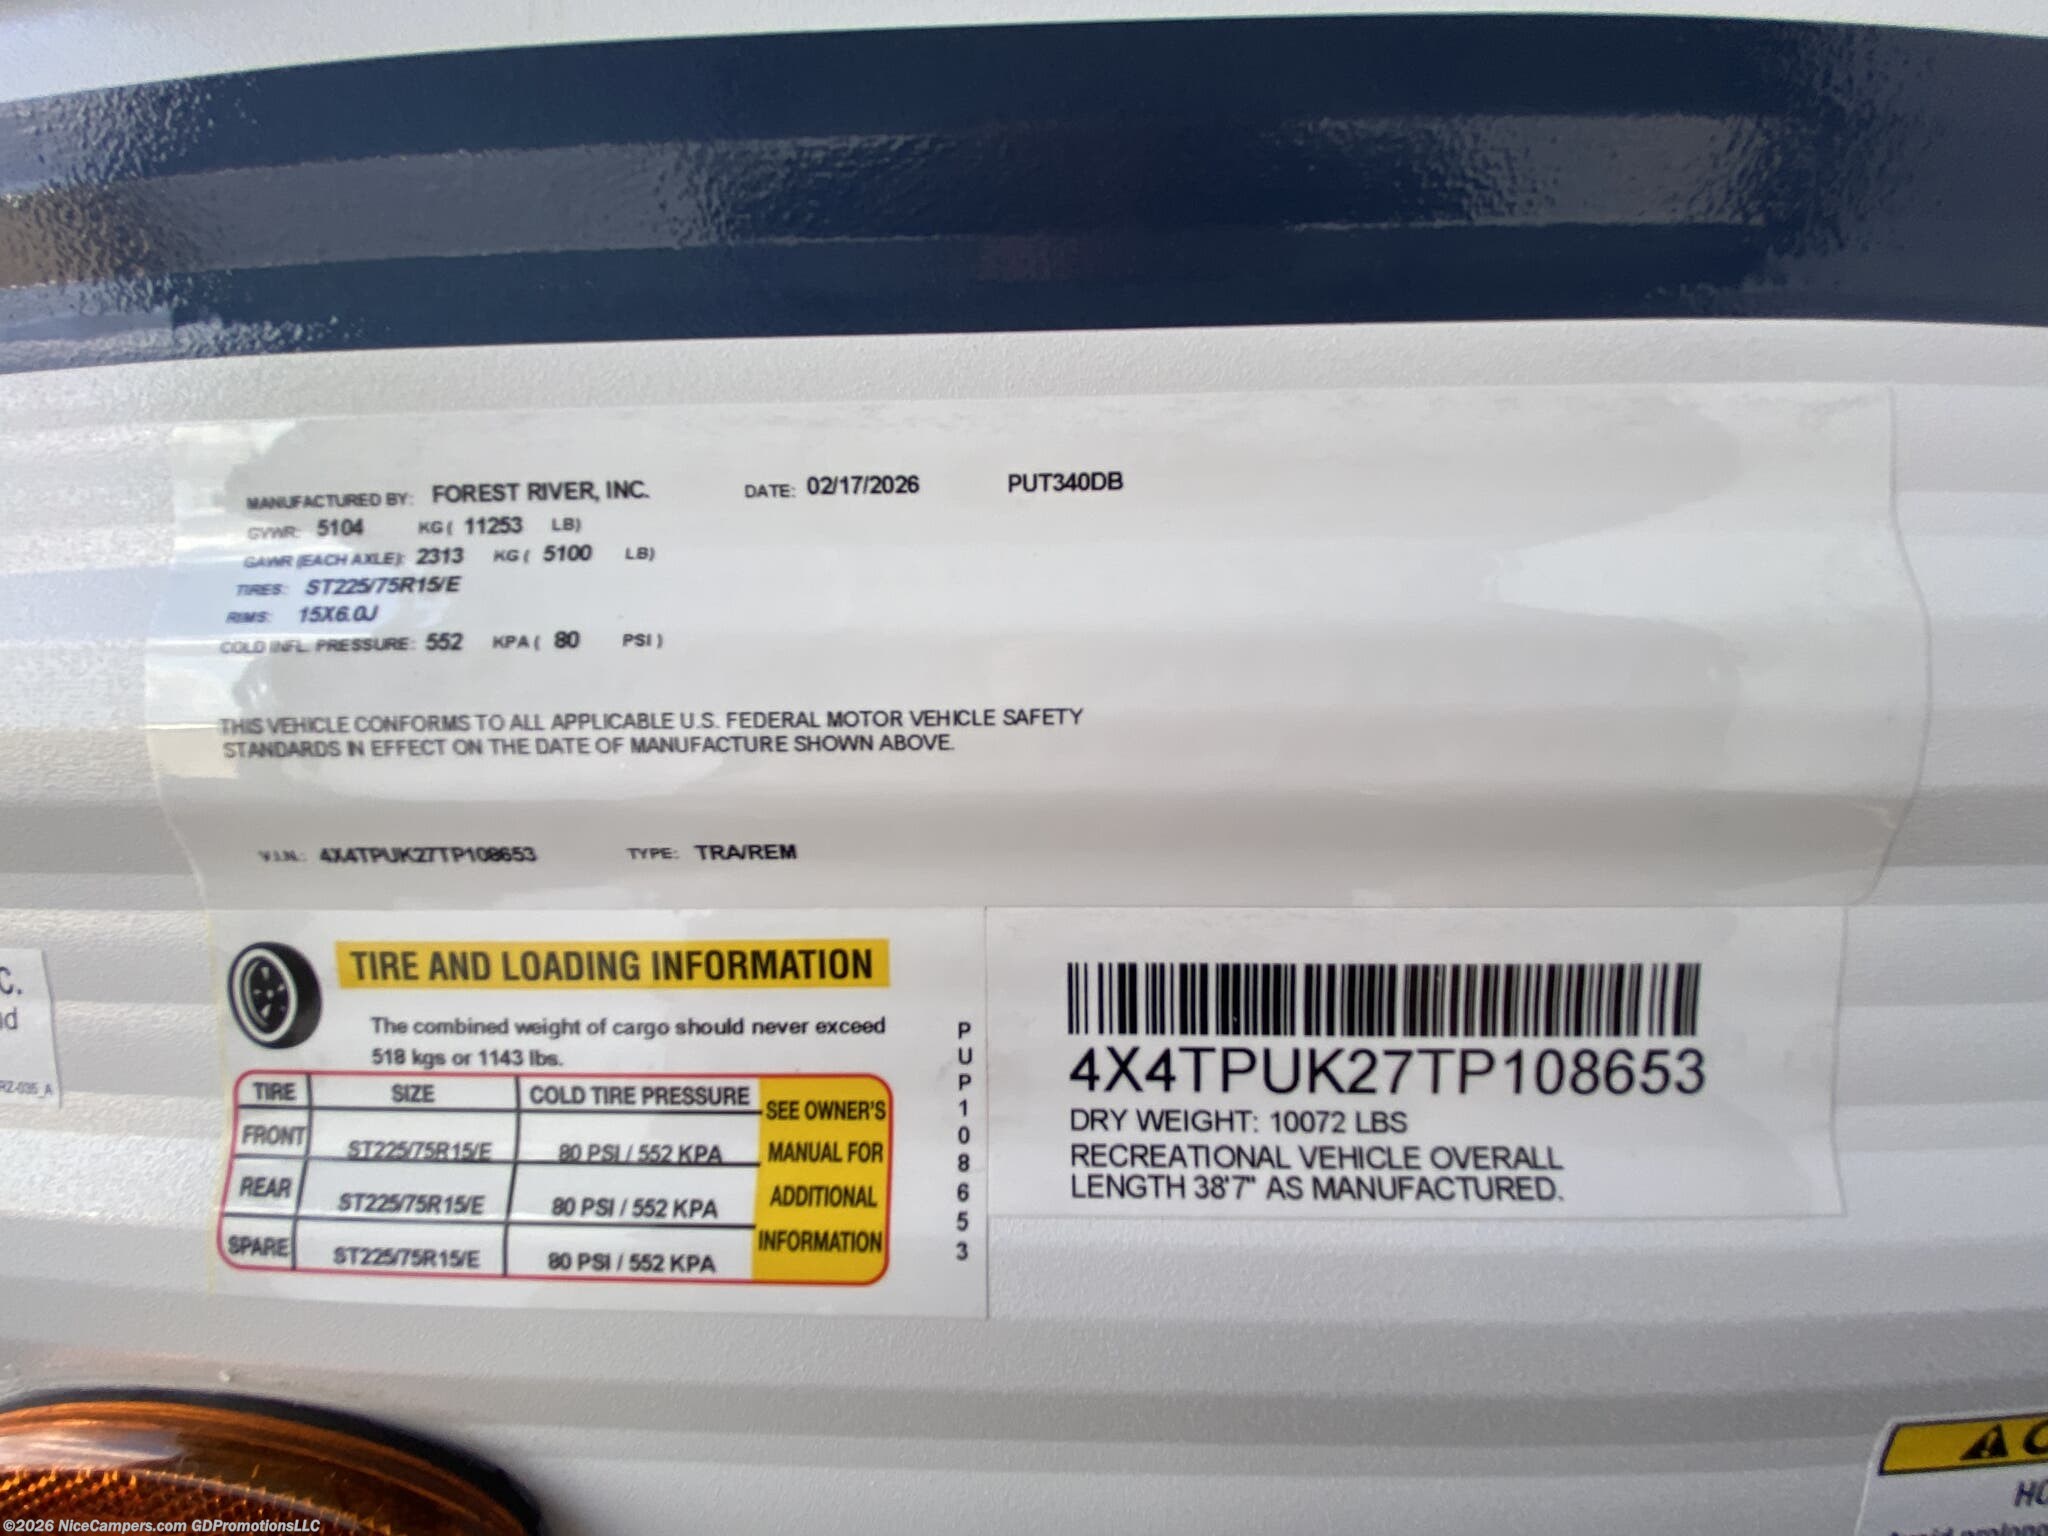 MANUFACTURED BY: FOREST RIVER, INC. DATE: 02/17/2026 PUT340DB
GVWR: 5104 KG ( 11253 LB)
GAWR (EACH AXLE): 2313 KG ( 5100 LB)
TIRES: ST225/75R15/E
RIMS: 15X6.0J
COLD INFL. PRESSURE: 552 KPA ( 80 PSI )
THIS VEHICLE CONFORMS TO ALL APPLICABLE U.S. FEDERAL MOTOR VEHICLE SAFETY
STANDARDS IN EFFECT ON THE DATE OF MANUFACTURE SHOWN ABOVE.
V.I.N.: 4X4TPUK27TP108653 TYPE: TRA/REM
C.
nd
RZ-035_A
TIRE AND LOADING INFORMATION
The combined weight of cargo should never exceed
518 kgs or 1143 lbs.
TIRE SIZE COLD TIRE PRESSURE
FRONT ST225/75R15/E 80 PSI / 552 KPA
REAR ST225/75R15/E 80 PSI / 552 KPA
SPARE ST225/75R15/E 80 PSI / 552 KPA
SEE OWNER'S
MANUAL FOR
ADDITIONAL
INFORMATION
PUP108653
4X4TPUK27TP108653
DRY WEIGHT: 10072 LBS
RECREATIONAL VEHICLE OVERALL
LENGTH 38'7" AS MANUFACTURED.
©2026 NiceCampers.com GDPromotionsLLC